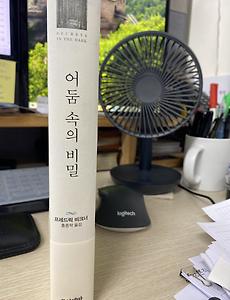 SECRETS
IN THE DARK
어둠 속의 비밀
프레드릭 비크너
홍종락 옮김
logitech